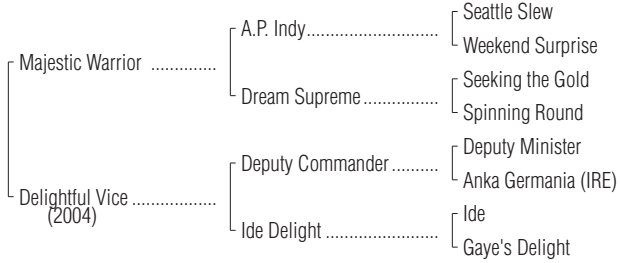 Seattle Slew
A.P. Indy..............................
Weekend Surprise
Majestic Warrior ...............
Seeking the Gold
Dream Supreme.................
Spinning Round
Deputy Minister
Deputy Commander..........
Anka Germania (IRE)
Delightful Vice ...................
(2004)
Ide
Ide Delight .........................
Gaye's Delight